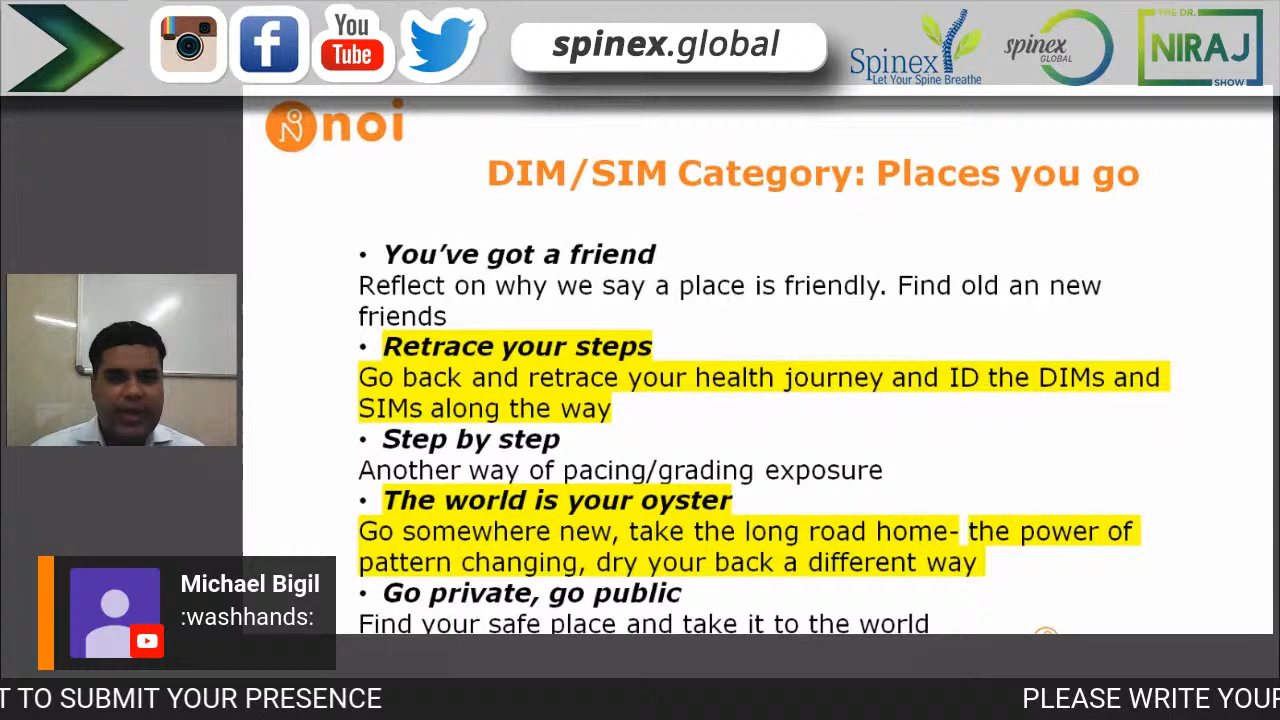 You
Tube
spinex.global
Spinex
Let Your Spine Breathe
spinex
GLOBAL
THE DR.
NIRAJ
SHOW
noi
DIM/SIM Category: Places you go
• You’ve got a friend
Reflect on why we say a place is friendly. Find old an new
friends
• Retrace your steps
Go back and retrace your health journey and ID the DIMs and
SIMs along the way
• Step by step
Another way of pacing/grading exposure
• The world is your oyster
Go somewhere new, take the long road home- the power of
pattern changing, dry your back a different way
• Go private, go public
Find your safe place and take it to the world
Michael Bigil
:washhands:
T TO SUBMIT YOUR PRESENCE
PLEASE WRITE YOUR